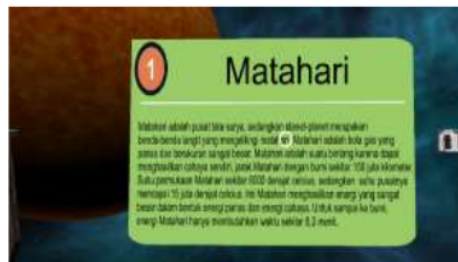 1
Matahari
Matahari adalah pusat tata surya, sedangkan planet-planet merupakan
benda-benda langit yang mengelilingi Matahari adalah bola gas yang
panas dan berukuran sangat besar. Matahari adalah suatu bintang karena dapat
menghasilkan cahaya sendiri, jarak Matahari dengan bumi sekitar 150 juta kilometer.
Suhu permukaan Matahari sekitar 6000 derajat celcius, sedangkan suhu pusatnya
mencapai 15 juta derajat celcius. Inti Matahari menghasilkan energi yang sangat
besar dalam bentuk energi panas dan energi cahaya. Untuk sampai ke bumi,
energi Matahari hanya membutuhkan waktu sekitar 8,3 menit.